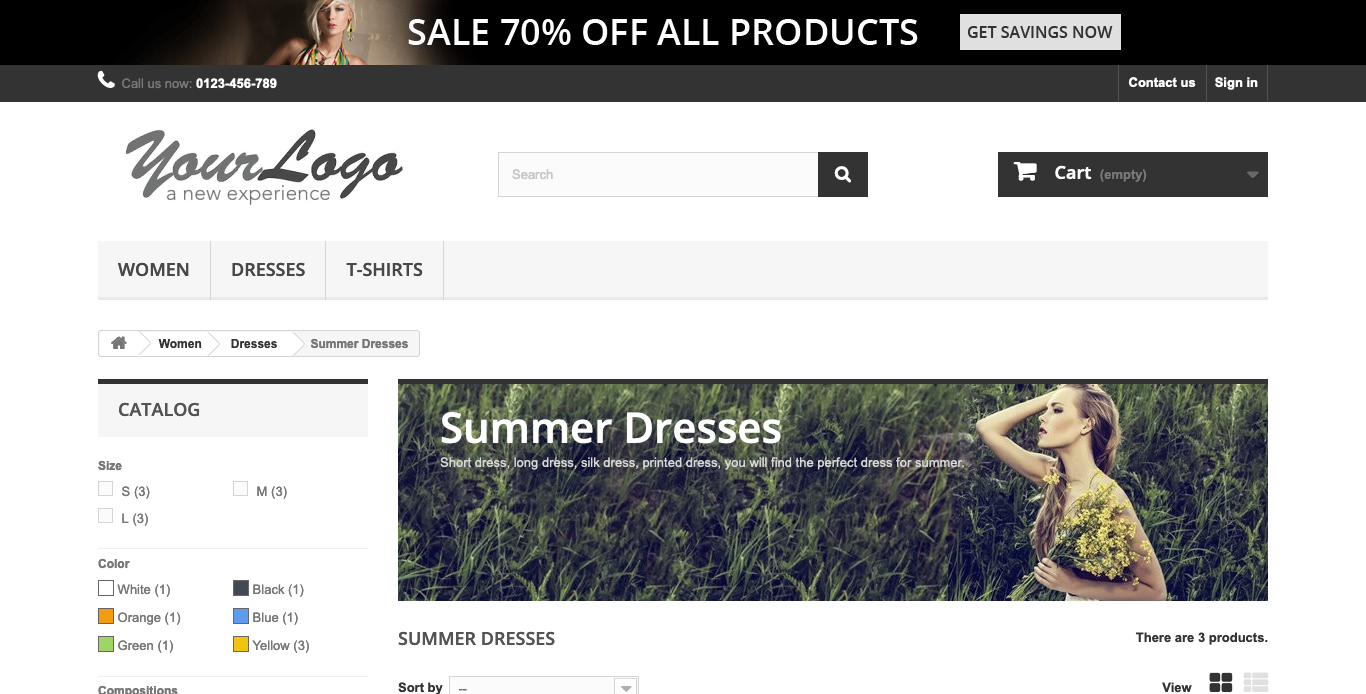 SALE 70% OFF ALL PRODUCTS GET SAVINGS NOW
Call us now: 0123-456-789 Contact us Sign in
YourLogo
a new experience
Search
Cart (empty)
WOMEN DRESSES T-SHIRTS
Women Dresses Summer Dresses
CATALOG
Size
S (3) M (3)
L (3)
Color
White (1) Black (1)
Orange (1) Blue (1)
Green (1) Yellow (3)
Compositions
Summer Dresses
Short dress, long dress, silk dress, printed dress, you will find the perfect dress for summer.
SUMMER DRESSES There are 3 products.
Sort by -- View